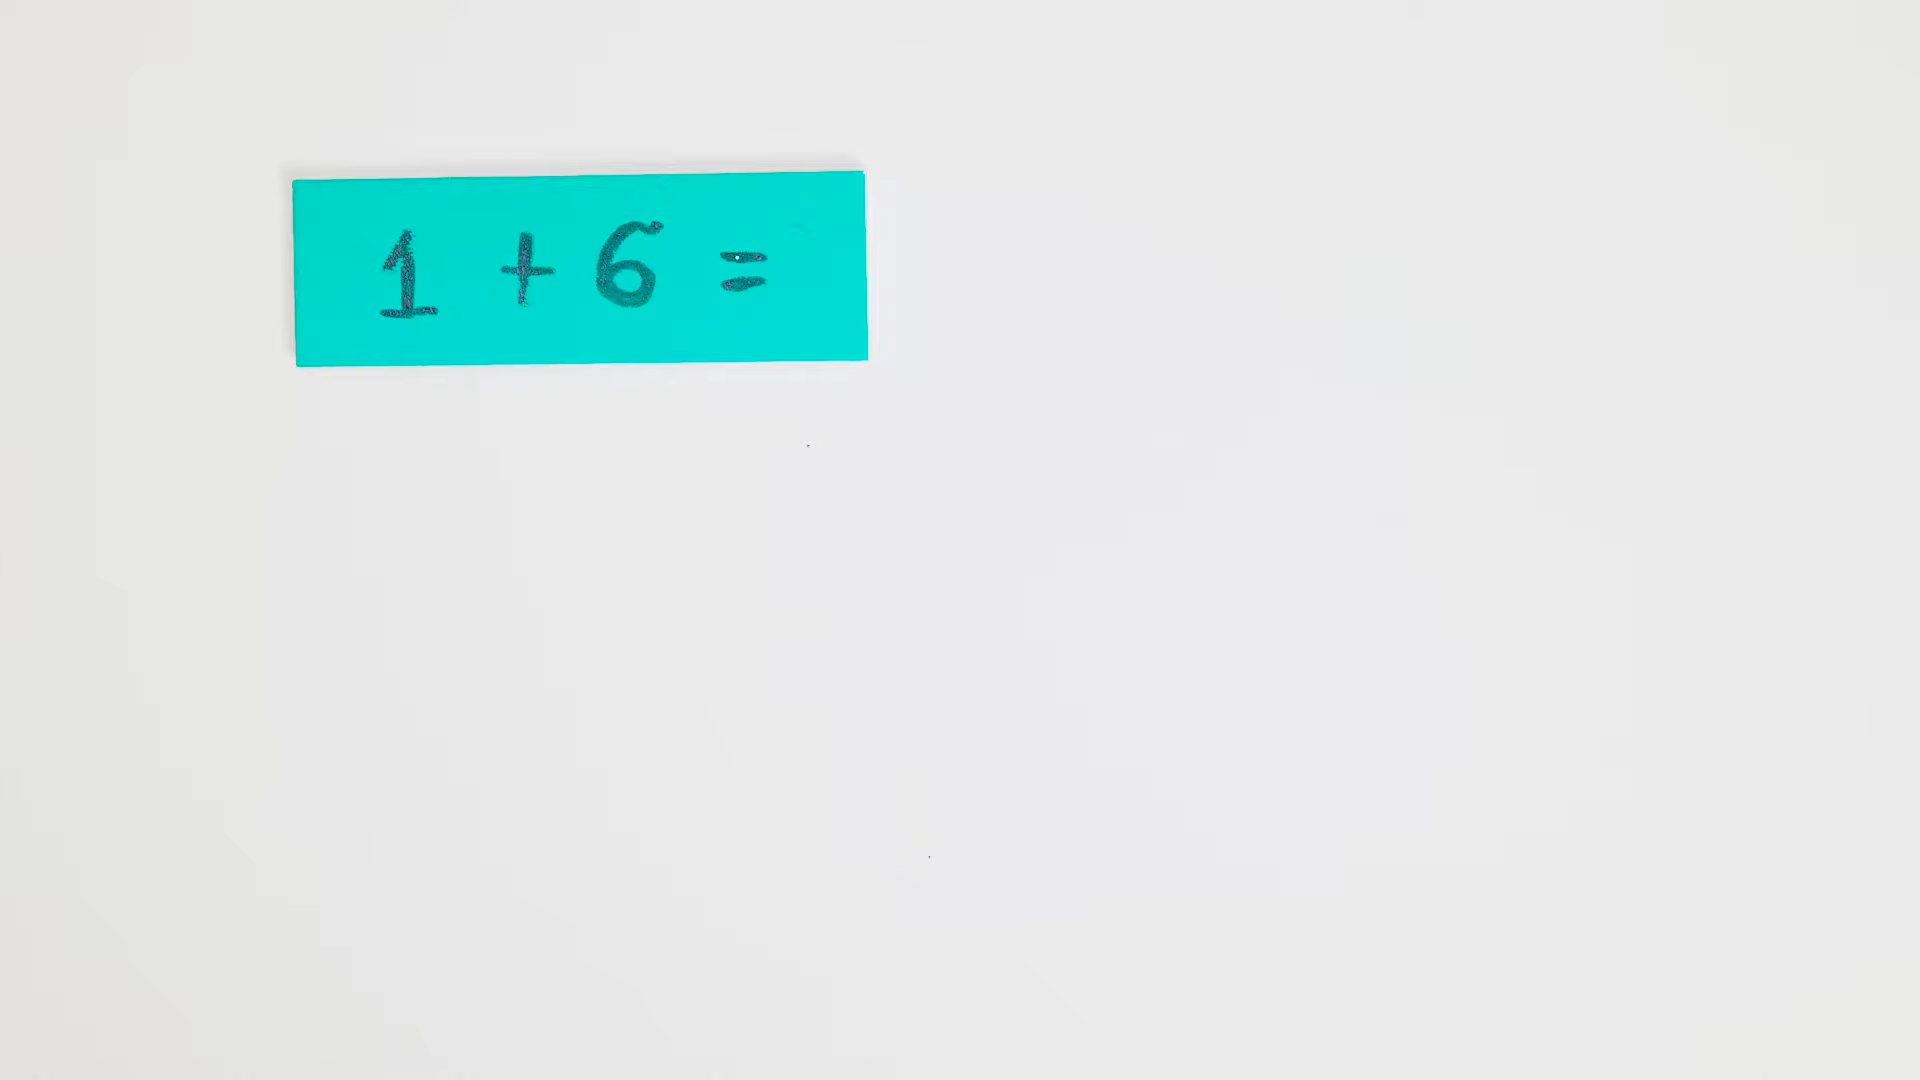 1 + 6 =